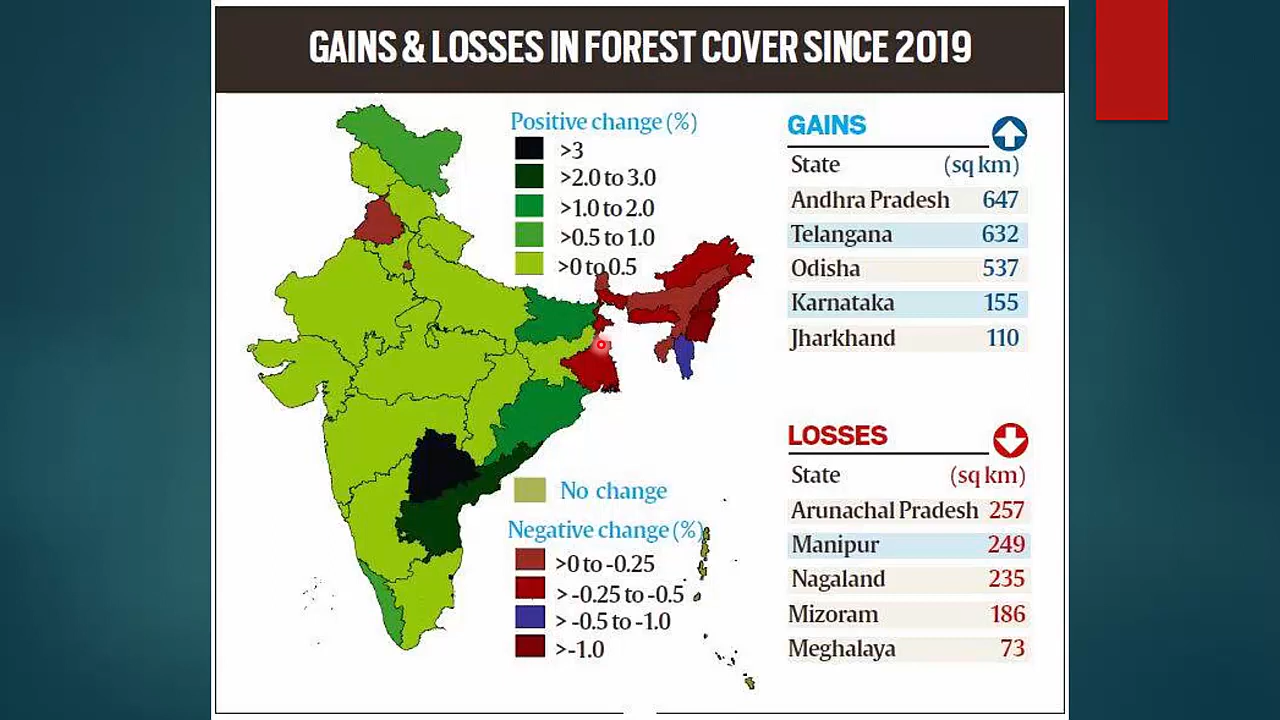 GAINS & LOSSES IN FOREST COVER SINCE 2019
Positive change (%)
>3
>2.0 to 3.0
>1.0 to 2.0
>0.5 to 1.0
>0 to 0.5
GAINS
State (sq km)
Andhra Pradesh 647
Telangana 632
Odisha 537
Karnataka 155
Jharkhand 110
No change
Negative change (%)
>0 to -0.25
> -0.25 to -0.5
> -0.5 to -1.0
>-1.0
LOSSES
State (sq km)
Arunachal Pradesh 257
Manipur 249
Nagaland 235
Mizoram 186
Meghalaya 73